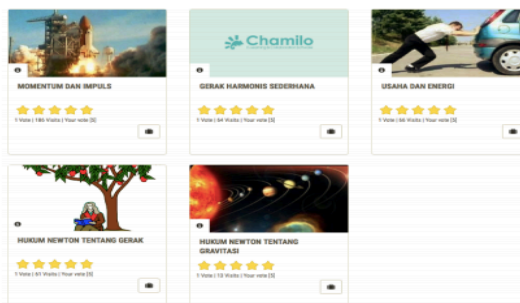 Chamilo
MOMENTUM DAN IMPULS
1 Vote | 186 Visits | Your vote [5]
GERAK HARMONIS SEDERHANA
1 Vote | 64 Visits | Your vote [5]
USAHA DAN ENERGI
1 Vote | 56 Visits | Your vote [5]
HUKUM NEWTON TENTANG GERAK
1 Vote | 61 Visits | Your vote [5]
HUKUM NEWTON TENTANG
GRAVITASI
1 Vote | 13 Visits | Your vote [5]